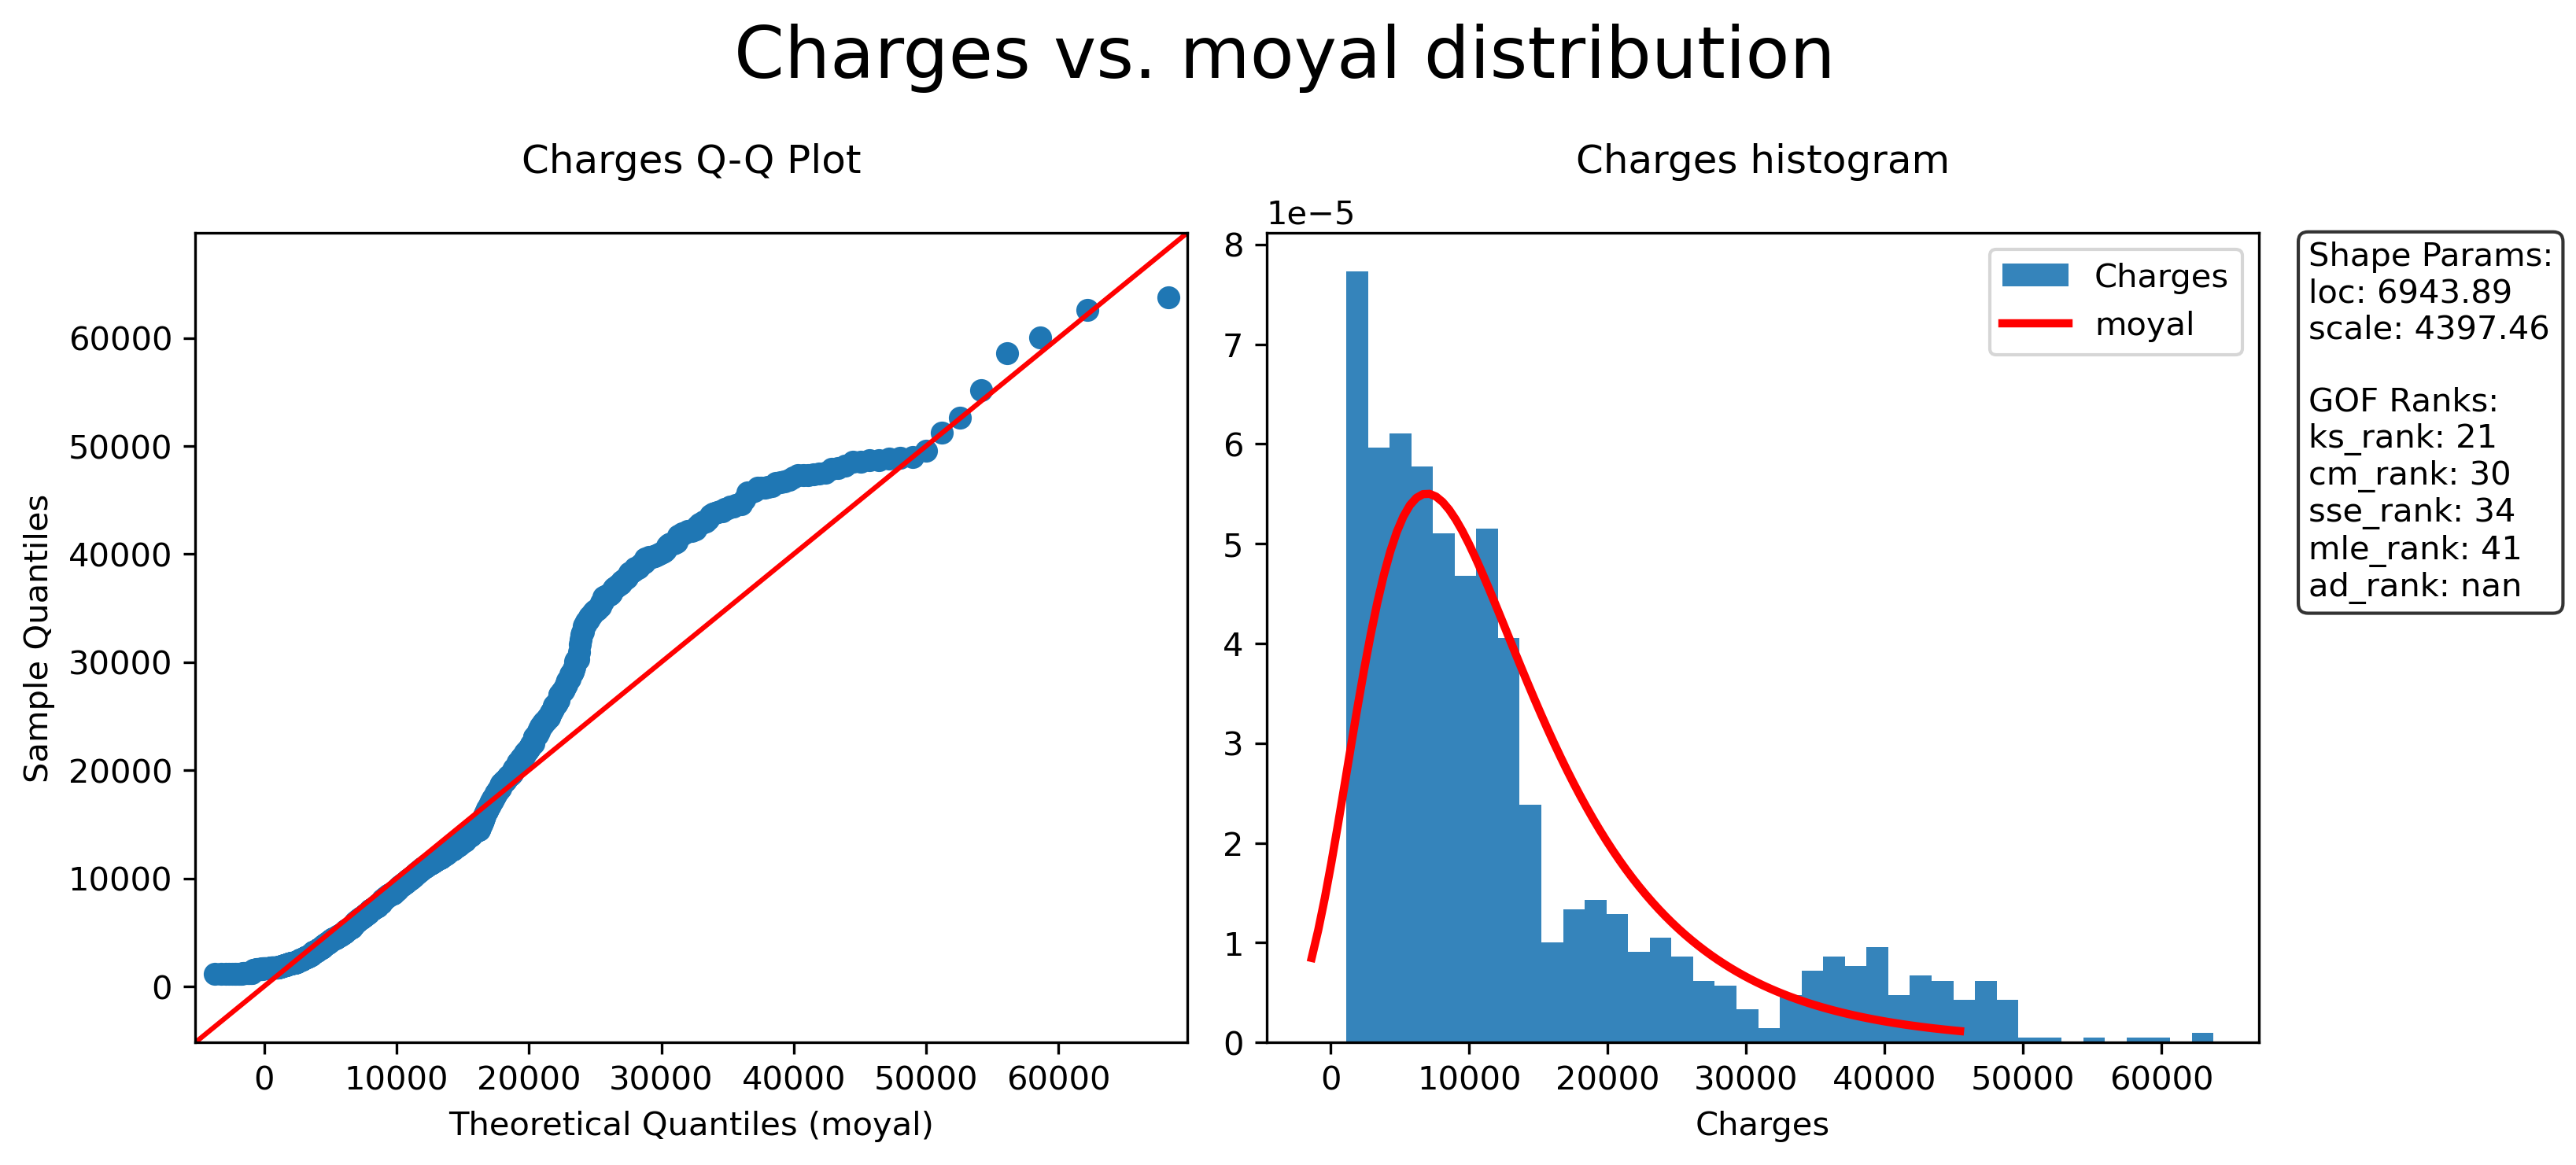 Charges vs. moyal distribution
Charges Q-Q Plot
Sample Quantiles
60000
50000
40000
30000
20000
10000
0
0 10000 20000 30000 40000 50000 60000
Theoretical Quantiles (moyal)
Charges histogram
1e−5
8
7
6
5
4
3
2
1
0
Charges
moyal
0 10000 20000 30000 40000 50000 60000
Charges
Shape Params:
loc: 6943.89
scale: 4397.46
GOF Ranks:
ks_rank: 21
cm_rank: 30
sse_rank: 34
mle_rank: 41
ad_rank: nan